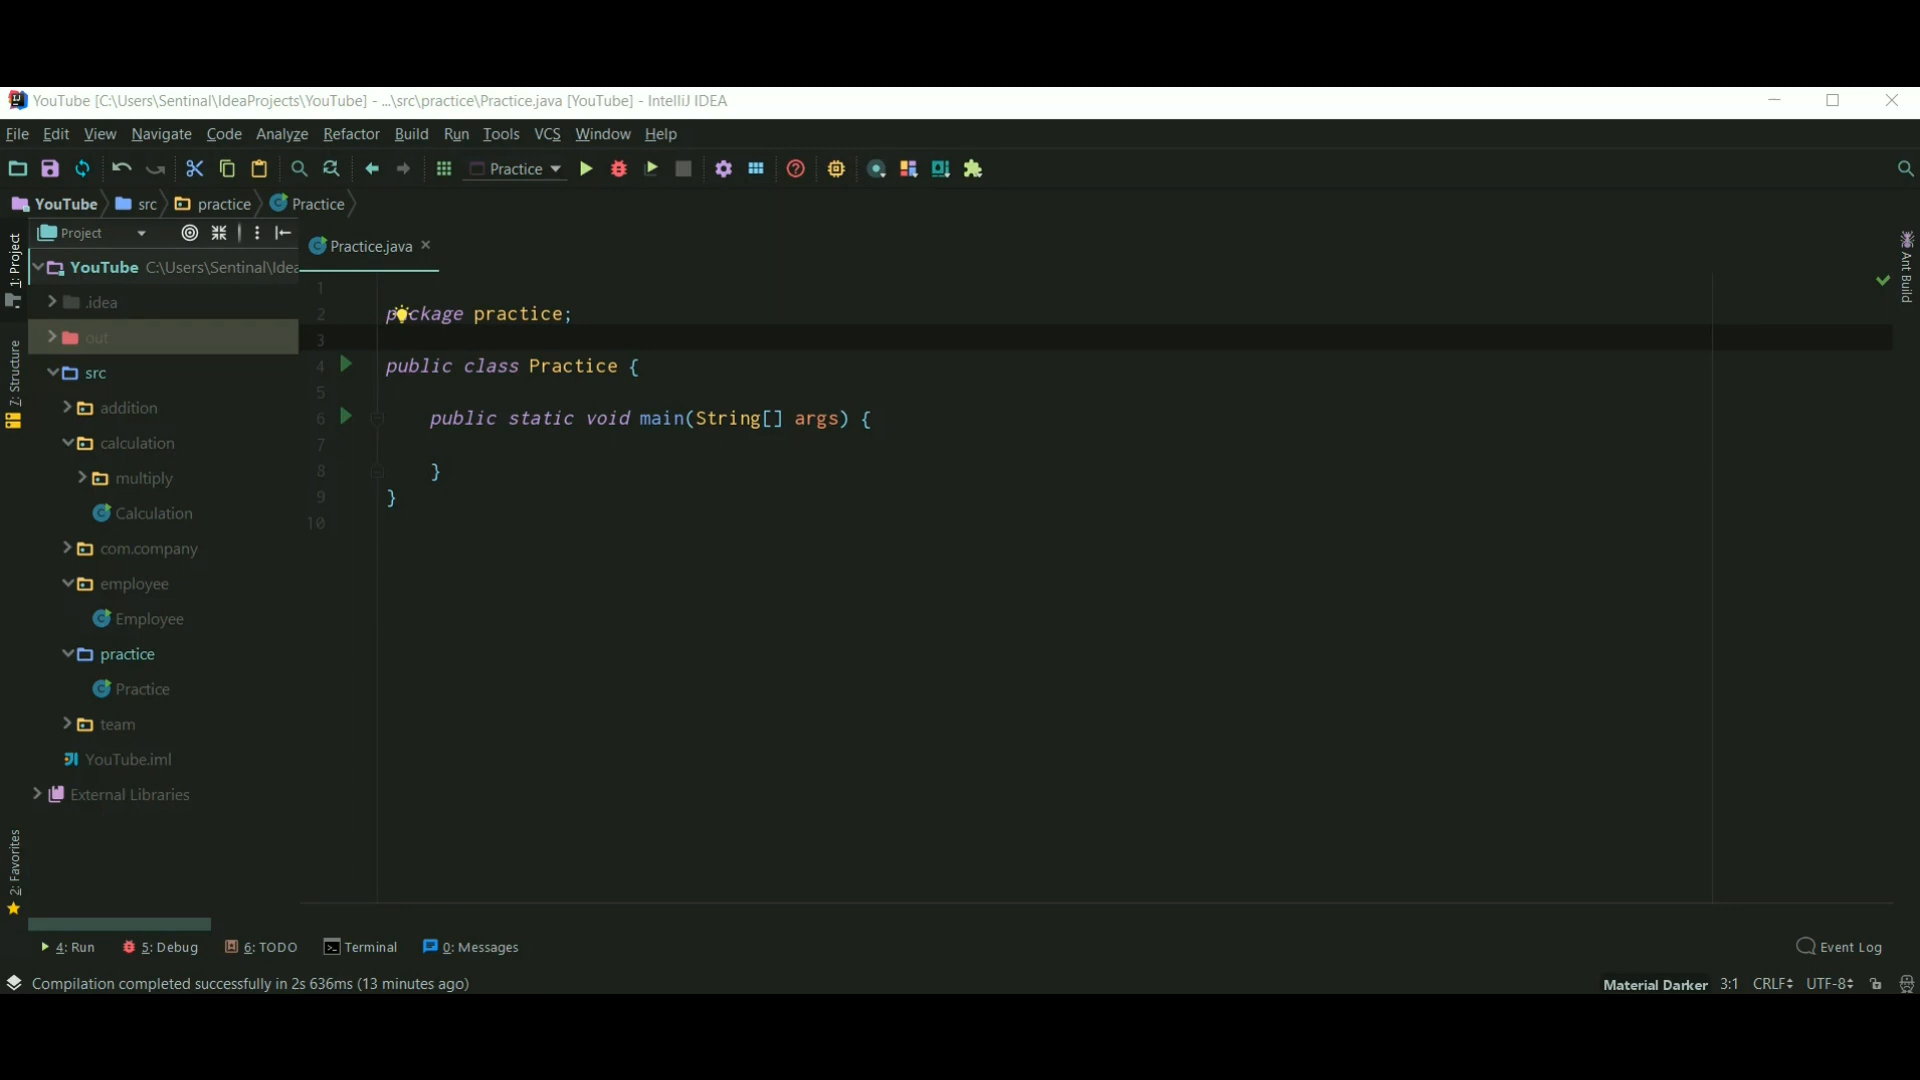 YouTube [C:\Users\Sentinal\IdeaProjects\YouTube] - ...\src\practice\Practice.java [YouTube] - IntelliJ IDEA
File Edit View Navigate Code Analyze Refactor Build Run Tools VCS Window Help
Practice
YouTube src practice Practice
Project
Practice.java
1: Project
Ant Build
YouTube C:\Users\Sentinal\Idea
.idea
out
src
addition
calculation
multiply
Calculation
com.company
employee
Employee
practice
Practice
team
YouTube.iml
External Libraries
7: Structure
2: Favorites
1
2 package practice;
3
4 public class Practice {
5
6 public static void main(String[] args) {
7
8 }
9 }
10
4: Run 5: Debug 6: TODO Terminal 0: Messages Event Log
Compilation completed successfully in 2s 636ms (13 minutes ago) Material Darker 3:1 CRLF UTF-8